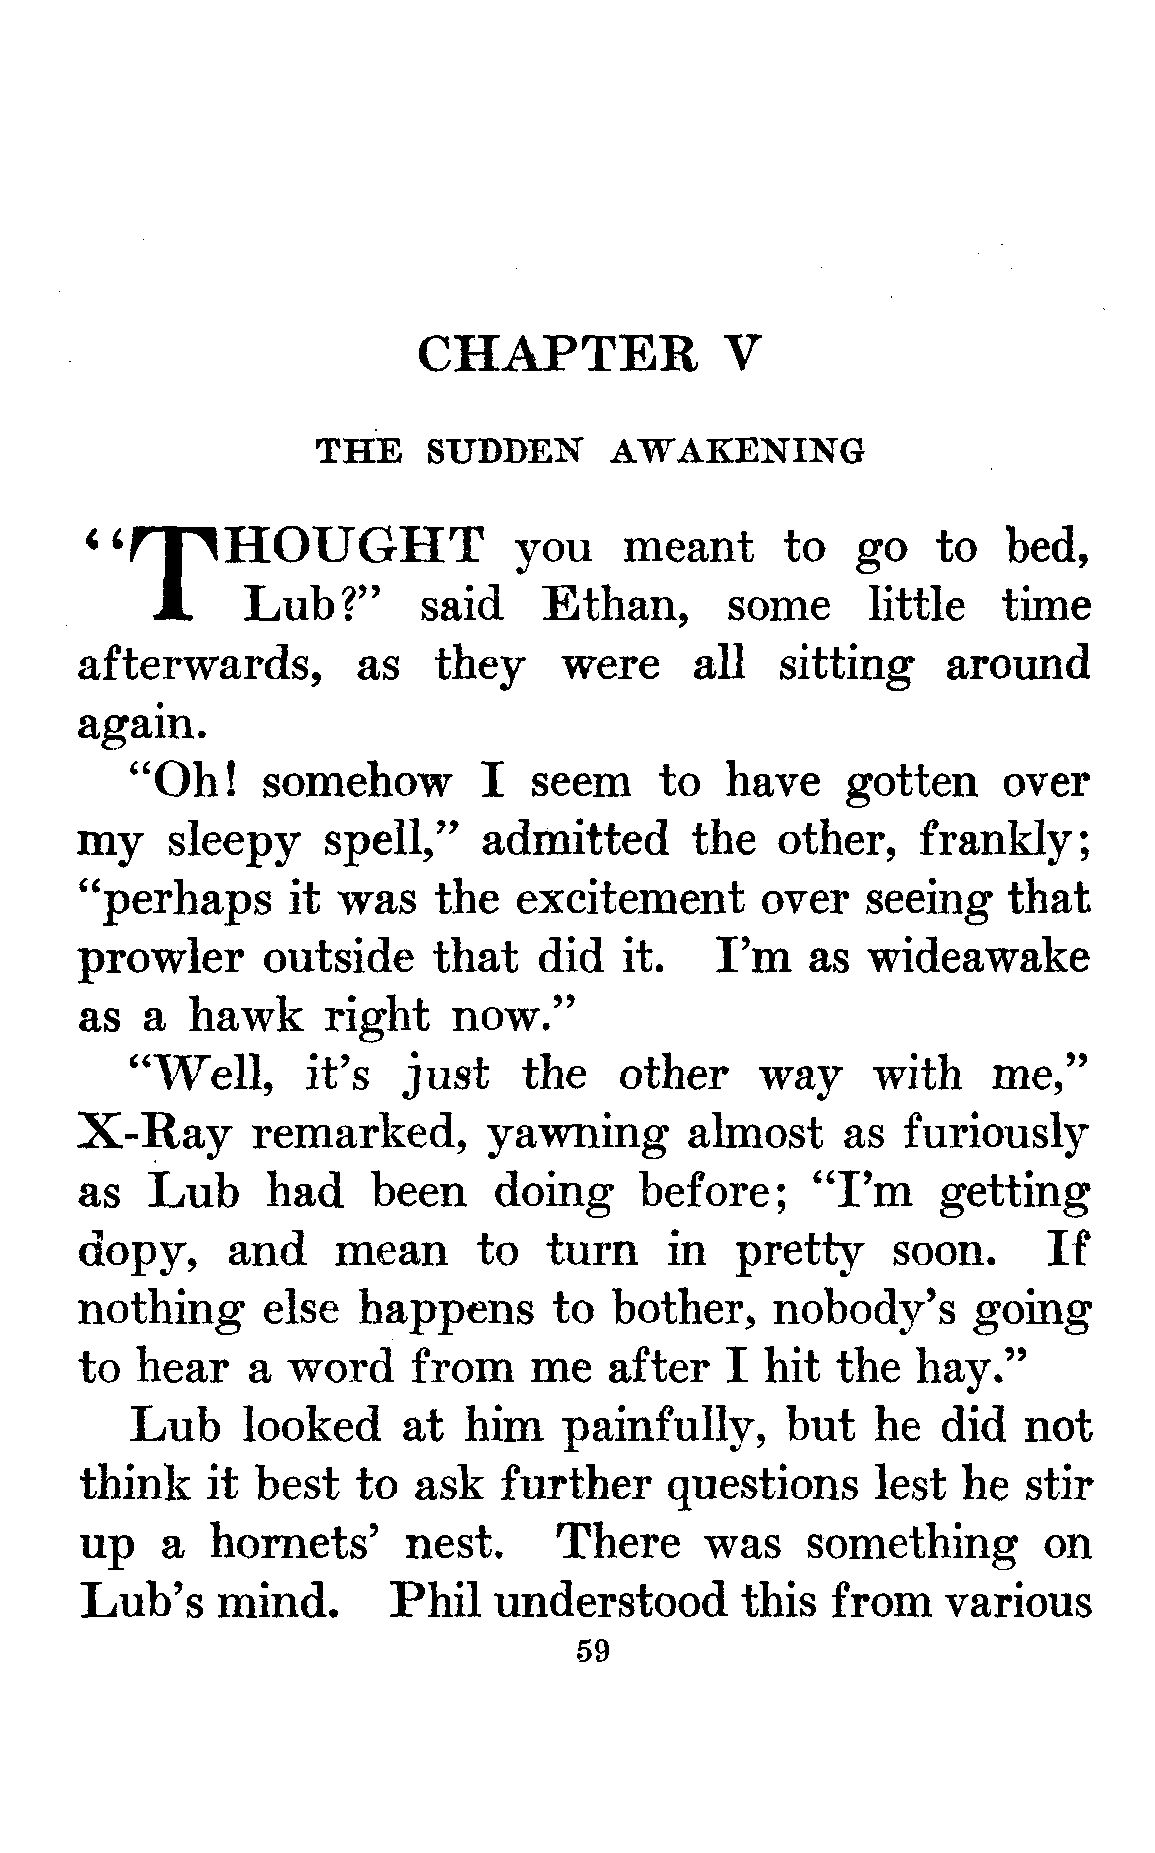 CHAPTER V
THE SUDDEN AWAKENING
"THOUGHT you meant to go to bed,
Lub?" said Ethan, some little time
afterwards, as they were all sitting around
again.
"Oh! somehow I seem to have gotten over
my sleepy spell," admitted the other, frankly;
"perhaps it was the excitement over seeing that
prowler outside that did it. I'm as wideawake
as a hawk right now."
"Well, it's just the other way with me,"
X-Ray remarked, yawning almost as furiously
as Lub had been doing before; "I'm getting
dopy, and mean to turn in pretty soon. If
nothing else happens to bother, nobody's going
to hear a word from me after I hit the hay."
Lub looked at him painfully, but he did not
think it best to ask further questions lest he stir
up a hornets' nest. There was something on
Lub's mind. Phil understood this from various
59